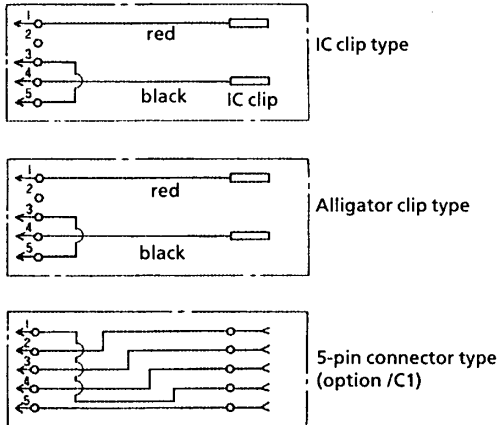 1
red
2
3
4
5
black
IC clip
IC clip type
1
red
2
3
4
5
black
Alligator clip type
1
2
3
4
5
5-pin connector type
(option /C1)